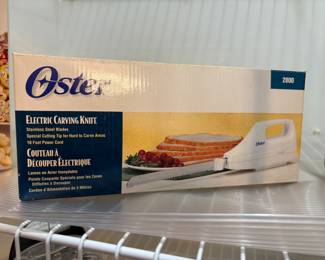 Oster
2800
ELECTRIC CARVING KNIFE
Stainless Steel Blades
Special Cutting Tip for Hard to Carve Areas
10 Foot Power Cord
COUTEAU À
DÉCOUPER ÉLECTRIQUE
Lames en Acier Inoxydable
Pointe Coupante Spéciale pour les Zones
Difficiles à Découper
Cordon d'Alimentation de 3 Mètres
Oster